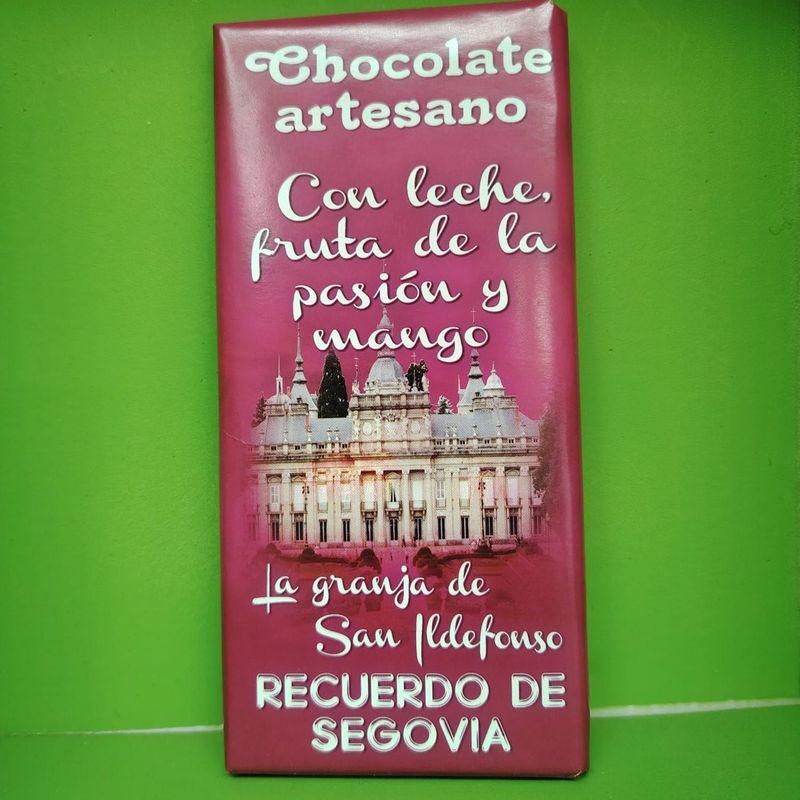 Chocolate
artesano
Con leche,
fruta de la
pasión y
mango
La granja de
San Ildefonso
RECUERDO DE
SEGOVIA